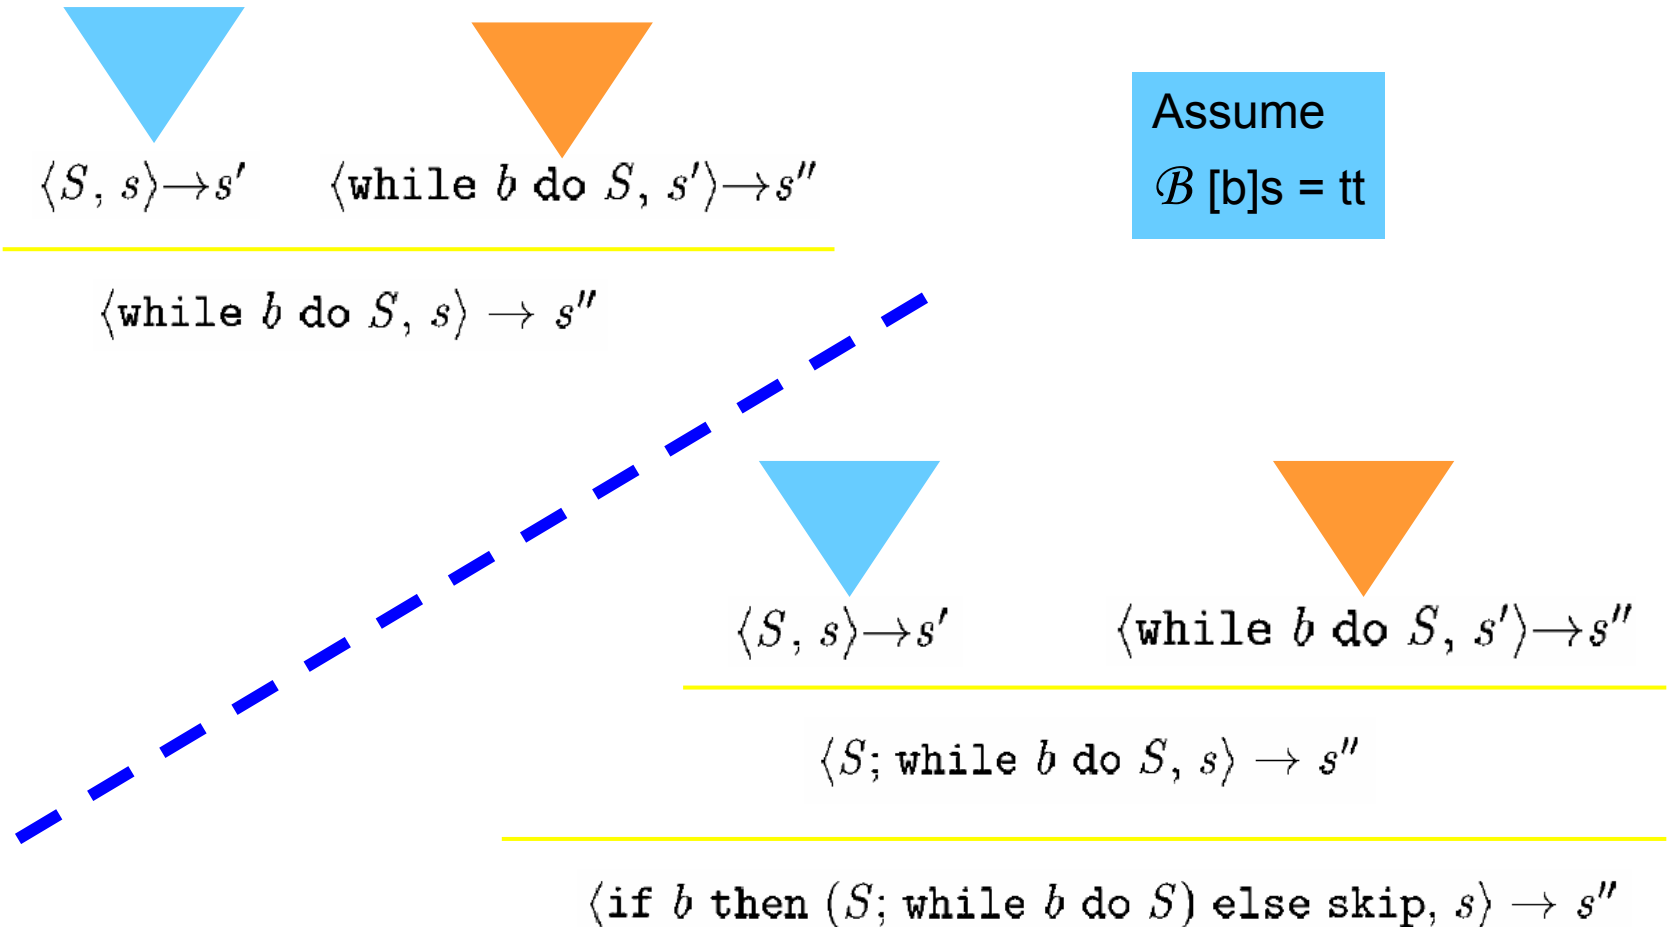 ⟨S, s⟩→s′ ⟨while b do S, s′⟩→s″
⟨while b do S, s⟩ → s″
Assume
ℬ [b]s = tt
⟨S, s⟩→s′ ⟨while b do S, s′⟩→s″
⟨S; while b do S, s⟩ → s″
⟨if b then (S; while b do S) else skip, s⟩ → s″